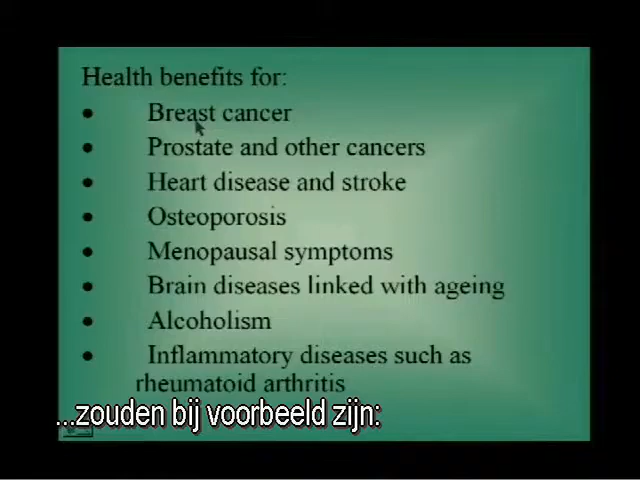 Health benefits for:
• Breast cancer
• Prostate and other cancers
• Heart disease and stroke
• Osteoporosis
• Menopausal symptoms
• Brain diseases linked with ageing
• Alcoholism
• Inflammatory diseases such as
rheumatoid arthritis
...zouden bij voorbeeld zijn: